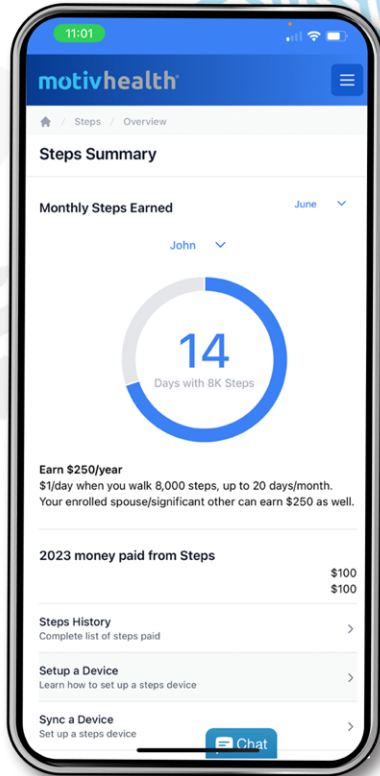 11:01
motivhealth
Steps / Overview
Steps Summary
Monthly Steps Earned
June
John
14
Days with 8K Steps
Earn $250/year
$1/day when you walk 8,000 steps, up to 20 days/month.
Your enrolled spouse/significant other can earn $250 as well.
2023 money paid from Steps
$100
$100
Steps History
Complete list of steps paid
Setup a Device
Learn how to set up a steps device
Sync a Device
Set up a steps device
Chat